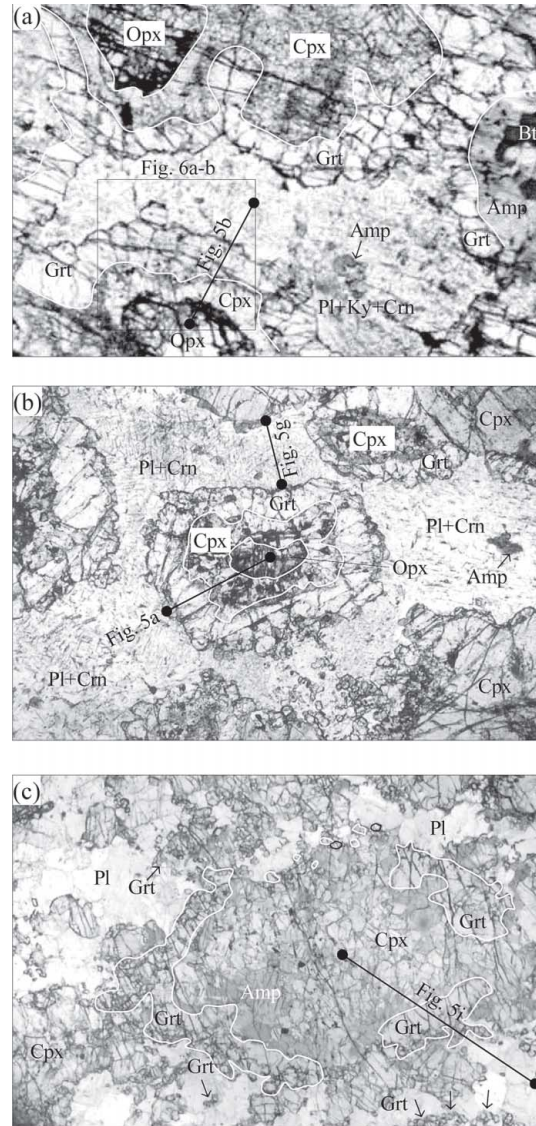 (a)
Opx
Cpx
Bt
Grt
Fig. 6a-b
Amp
Fig. 5b
Amp
Grt
Grt
Cpx
Pl+Ky+Crn
Opx
(b)
Cpx
Cpx
Fig. 5g
Pl+Crn
Grt
Grt
Pl+Crn
Cpx
Opx
Amp
Fig. 5a
Pl+Crn
Cpx
(c)
Pl
Pl
Grt
Grt
Cpx
Amp
Fig. 5i
Grt
Grt
Cpx
Grt
Grt